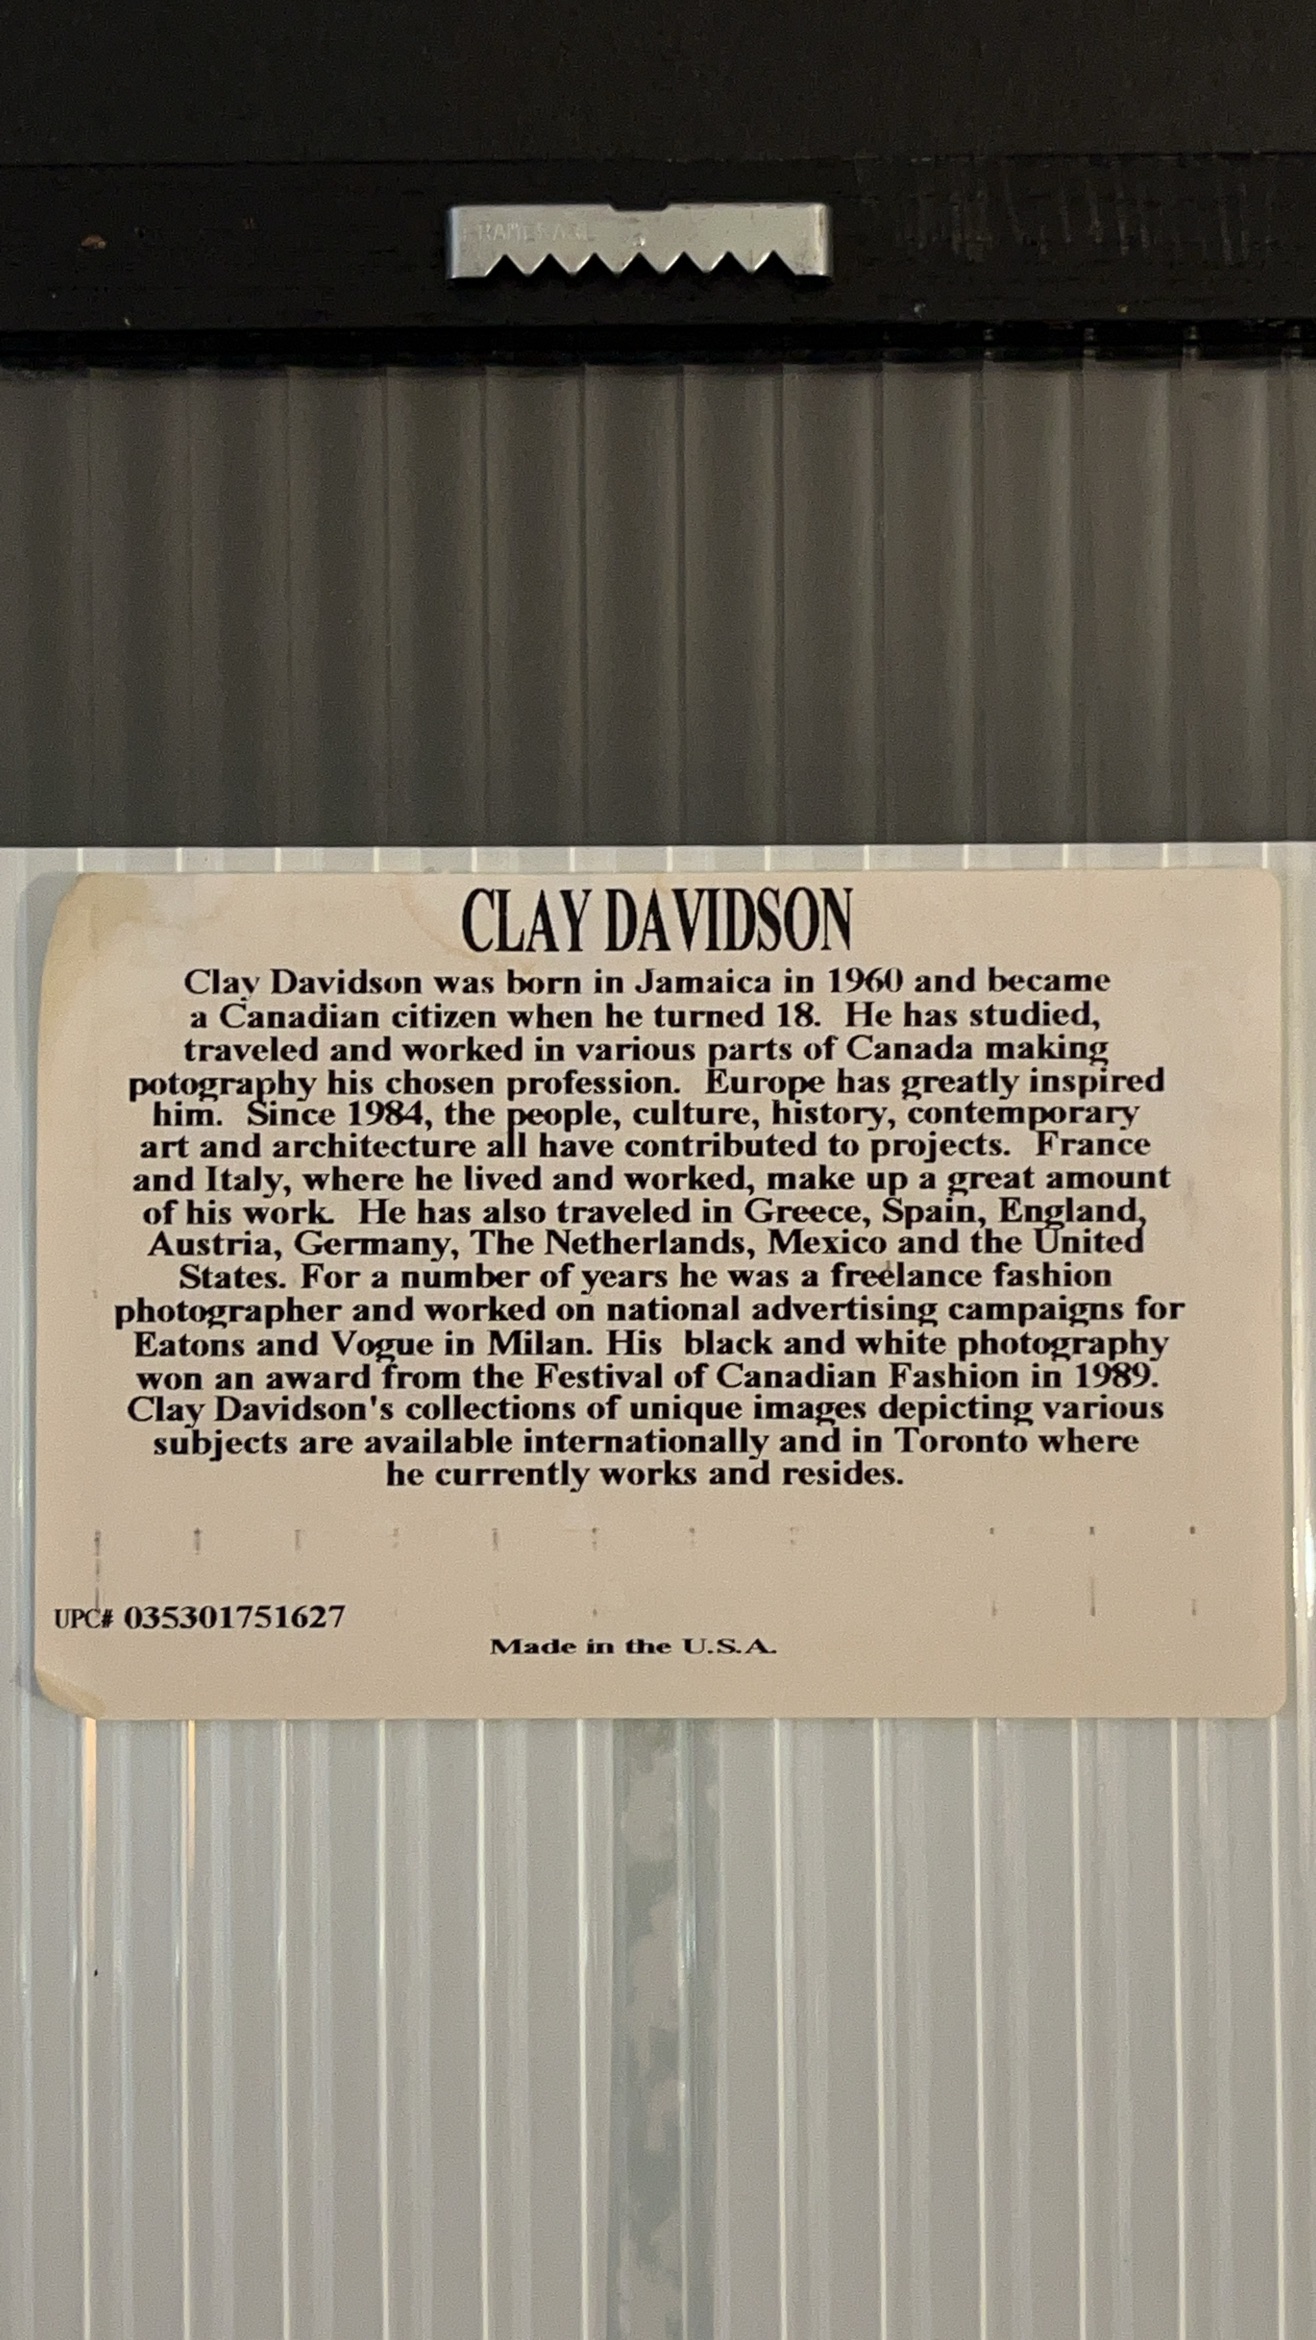 CLAY DAVIDSON
Clay Davidson was born in Jamaica in 1960 and became
a Canadian citizen when he turned 18. He has studied,
traveled and worked in various parts of Canada making
potography his chosen profession. Europe has greatly inspired
him. Since 1984, the people, culture, history, contemporary
art and architecture all have contributed to projects. France
and Italy, where he lived and worked, make up a great amount
of his work. He has also traveled in Greece, Spain, England,
Austria, Germany, The Netherlands, Mexico and the United
States. For a number of years he was a freelance fashion
photographer and worked on national advertising campaigns for
Eatons and Vogue in Milan. His black and white photography
won an award from the Festival of Canadian Fashion in 1989.
Clay Davidson's collections of unique images depicting various
subjects are available internationally and in Toronto where
he currently works and resides.
UPC# 035301751627
Made in the U.S.A.